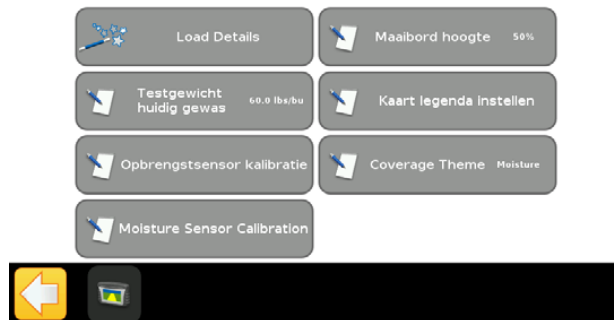 Load Details
Maaibord hoogte 50%
Testgewicht
huidig gewas 60.0 lbs/bu
Kaart legenda instellen
Opbrengstsensor kalibratie
Coverage Theme Moisture
Moisture Sensor Calibration